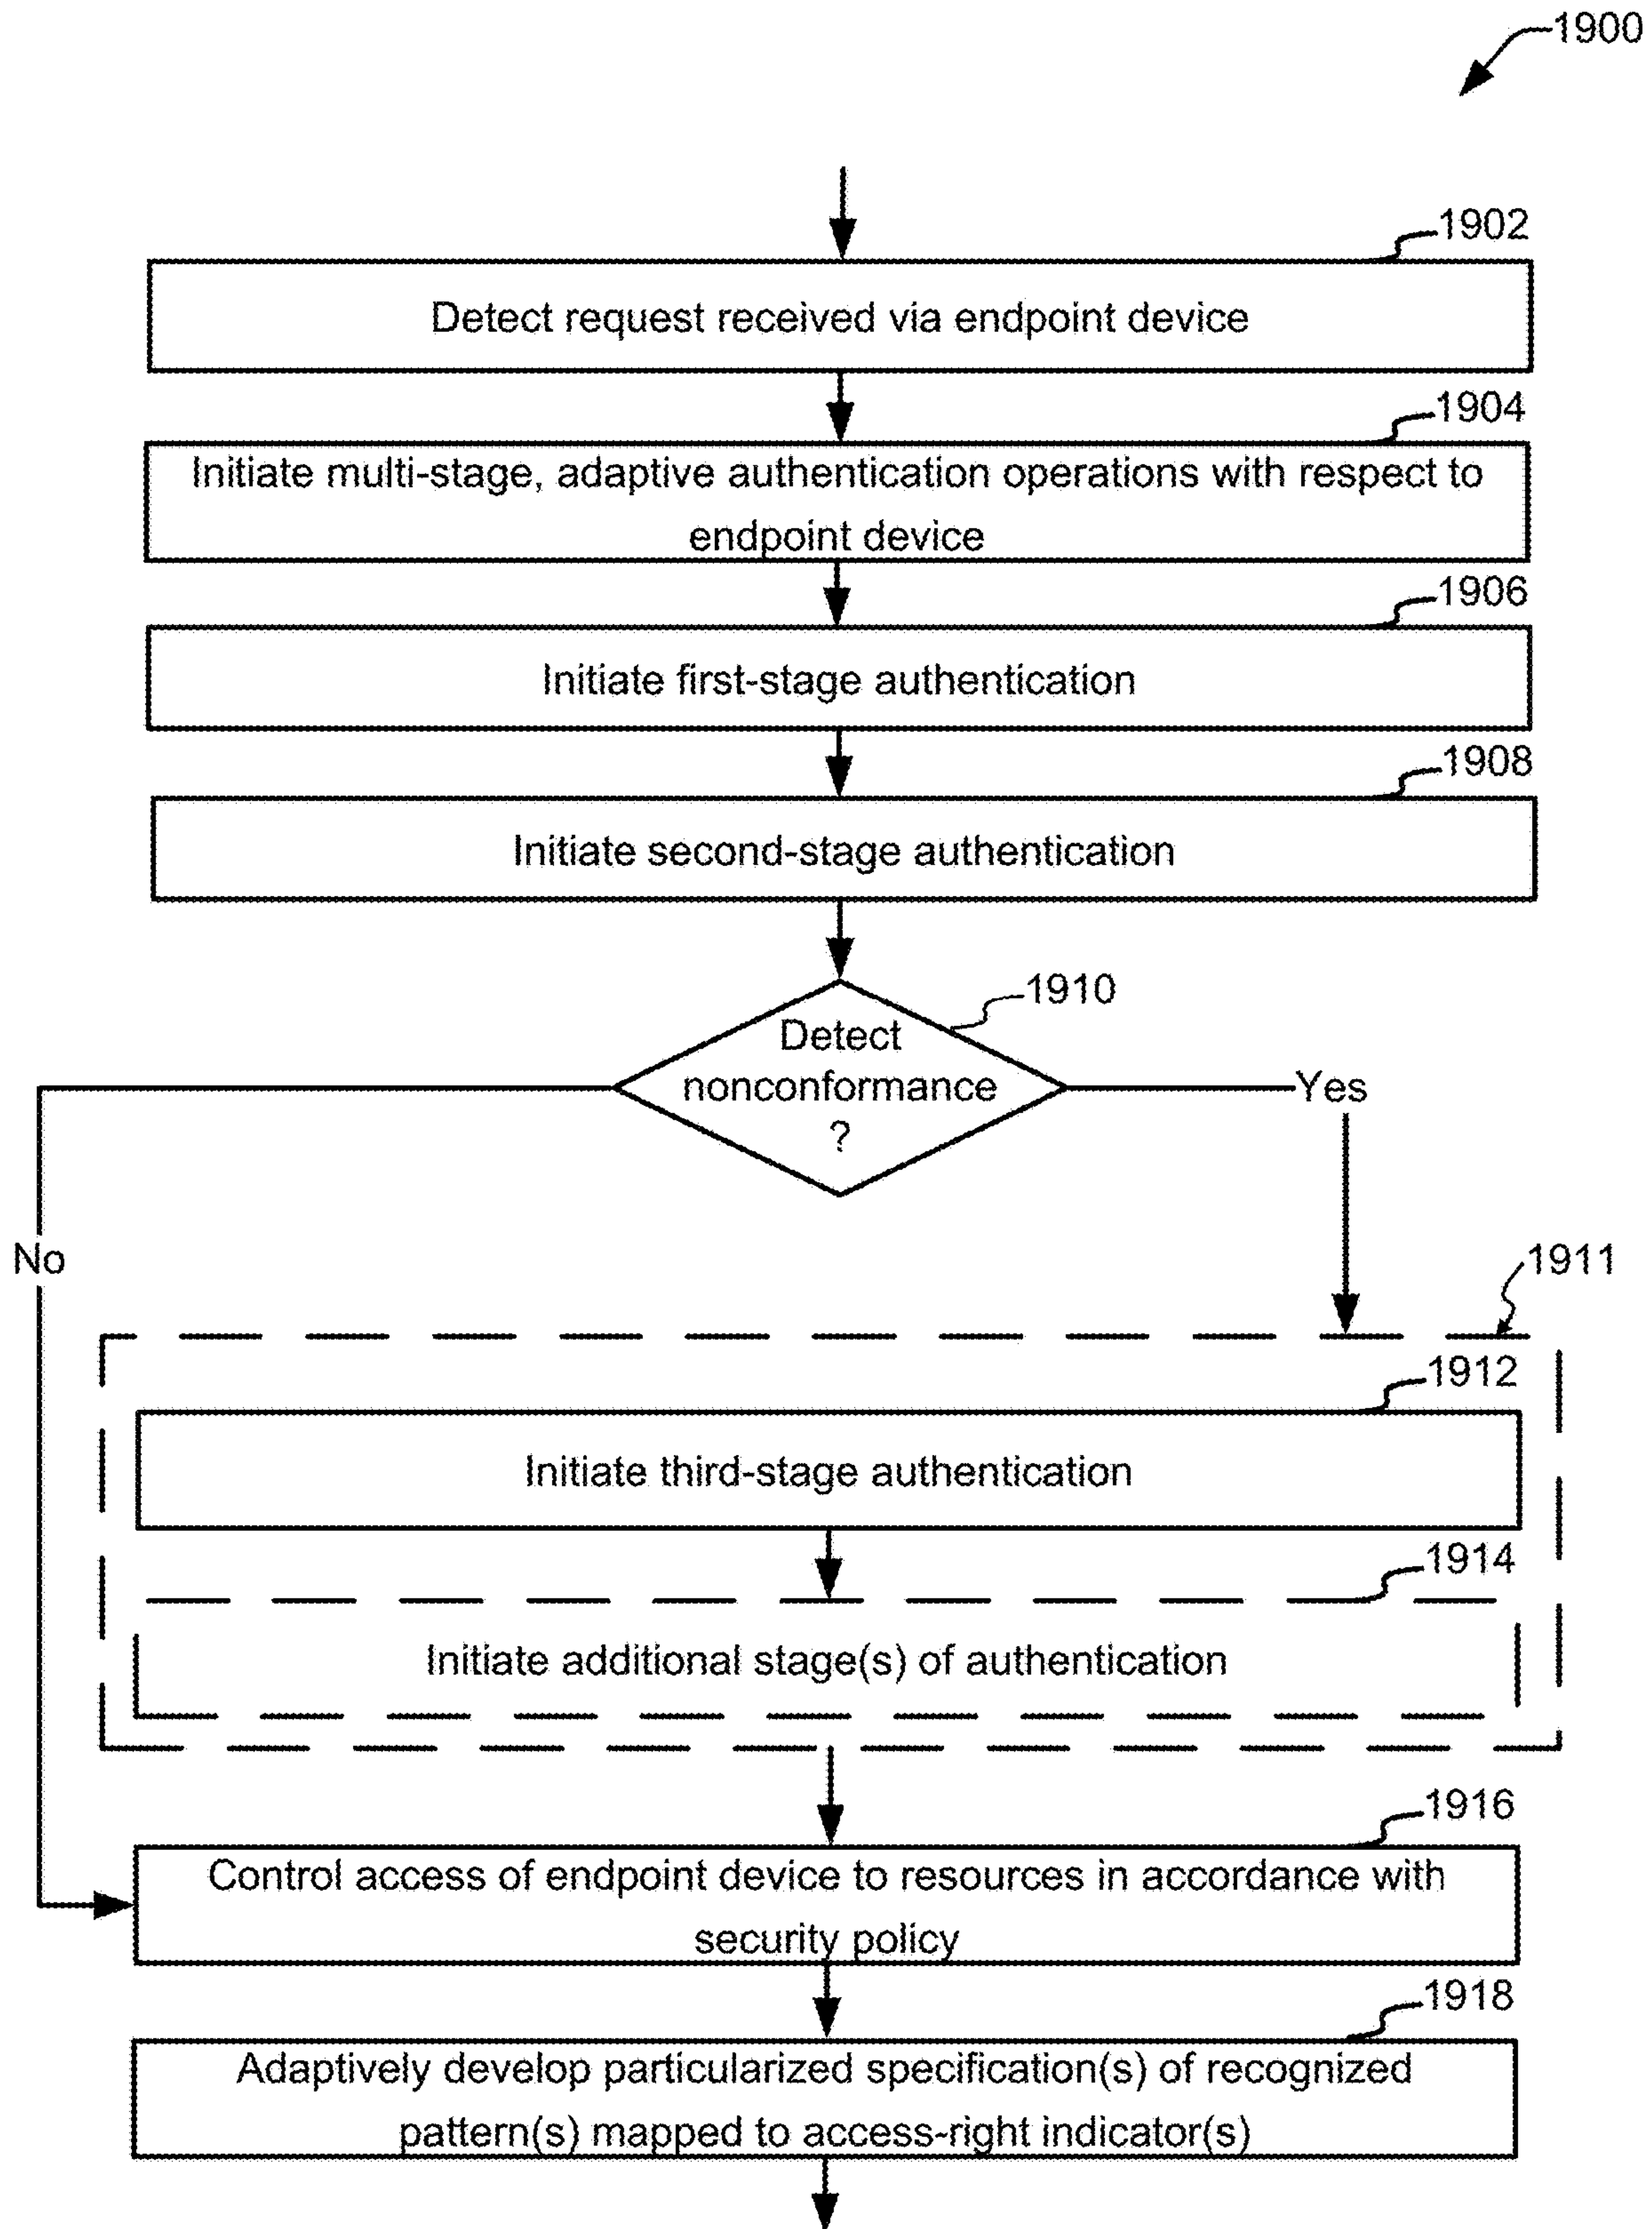 1900
1902
Detect request received via endpoint device
1904
Initiate multi-stage, adaptive authentication operations with respect to
endpoint device
1906
Initiate first-stage authentication
1908
Initiate second-stage authentication
1910
Detect
nonconformance
?
Yes
No
1911
1912
Initiate third-stage authentication
1914
Initiate additional stage(s) of authentication
1916
Control access of endpoint device to resources in accordance with
security policy
1918
Adaptively develop particularized specification(s) of recognized
pattern(s) mapped to access-right indicator(s)